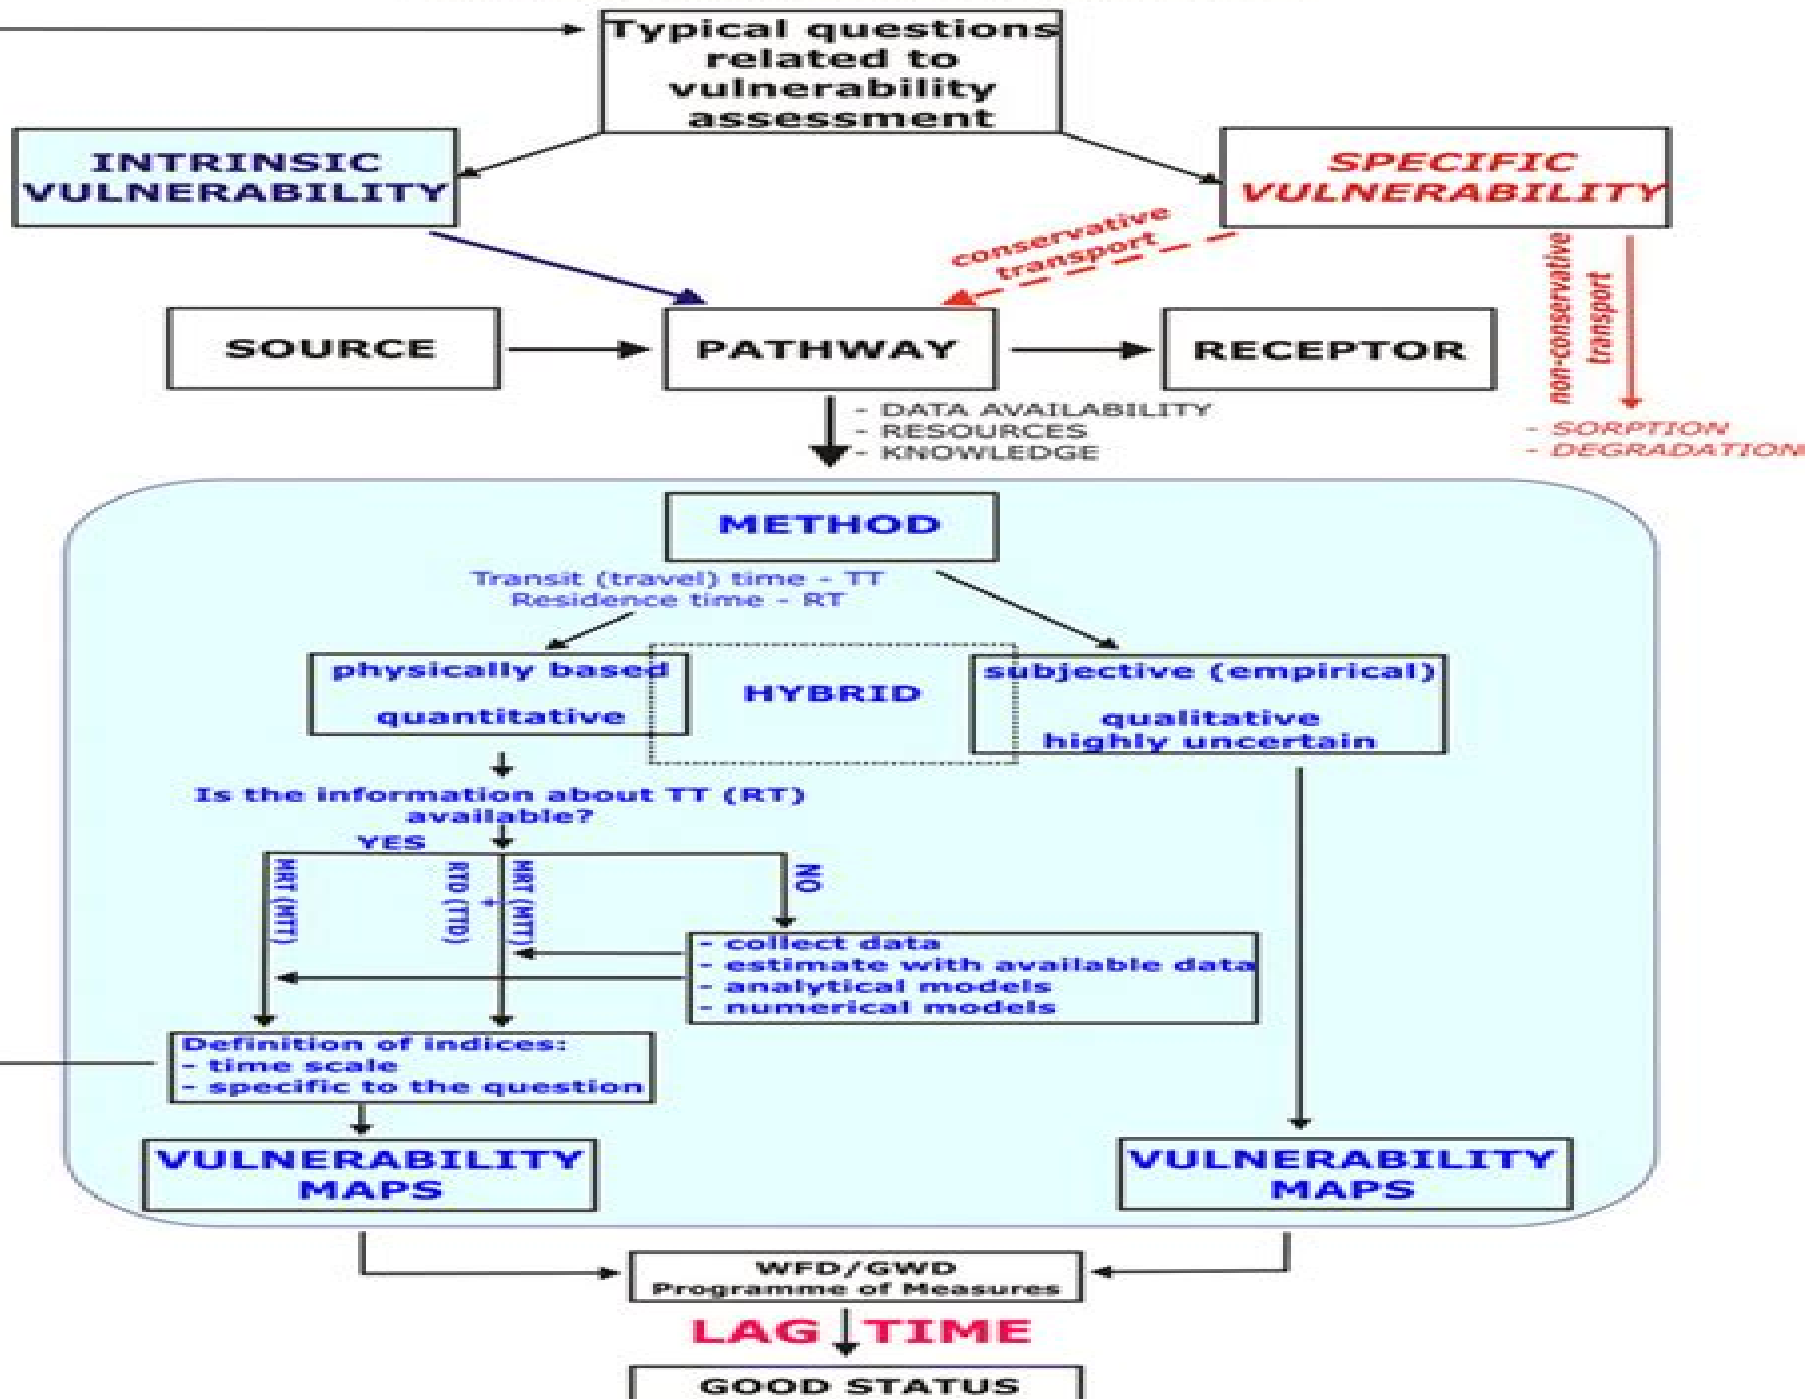 Typical questions
related to
vulnerability
assessment
INTRINSIC
VULNERABILITY
SPECIFIC
VULNERABILITY
conservative
transport
non-conservative
transport
SOURCE
PATHWAY
RECEPTOR
- DATA AVAILABILITY
- RESOURCES
- KNOWLEDGE
- SORPTION
- DEGRADATION
METHOD
Transit (travel) time - TT
Residence time - RT
physically based
quantitative
HYBRID
subjective (empirical)
qualitative
highly uncertain
Is the information about TT (RT)
available?
YES
MRT (MTT)
RTD (TTD)
+
MRT (MTT)
NO
- collect data
- estimate with available data
- analytical models
- numerical models
Definition of indices:
- time scale
- specific to the question
VULNERABILITY
MAPS
VULNERABILITY
MAPS
WFD/GWD
Programme of Measures
LAG TIME
GOOD STATUS